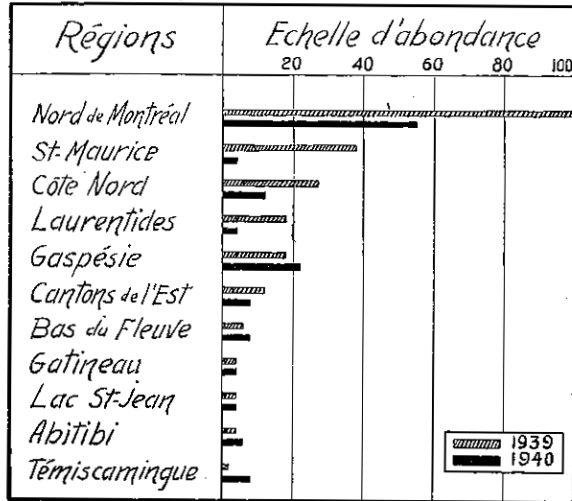 Régions Echelle d'abondance
20 40 60 80 100
Nord de Montréal
St-Maurice
Côte Nord
Laurentides
Gaspésie
Cantons de l'Est
Bas du Fleuve
Gatineau
Lac St-Jean
Abitibi
Témiscamingue
1939
1940